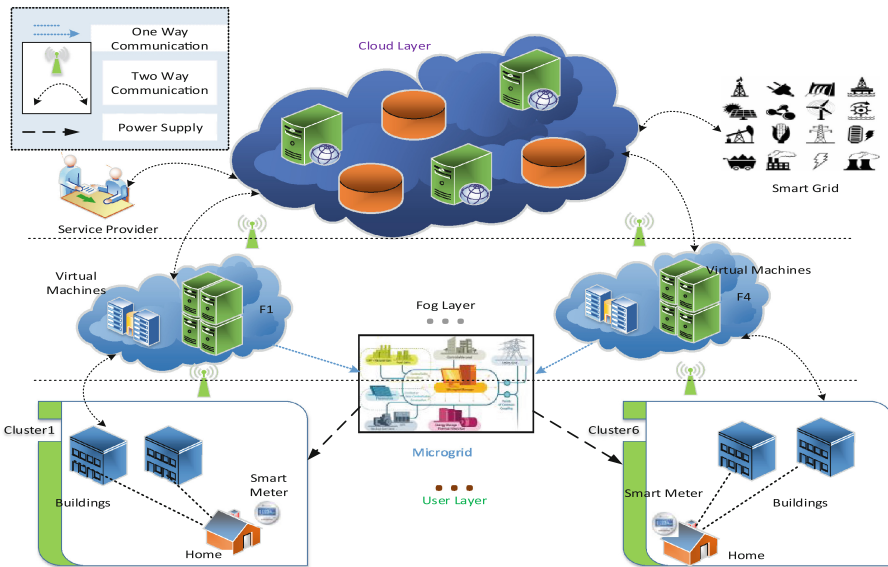 One Way
Communication
Two Way
Communication
Power Supply
Cloud Layer
Smart Grid
Service Provider
Virtual
Machines
F1
Fog Layer
Virtual Machines
F4
Cluster1
Buildings
Smart
Meter
Home
Microgrid
User Layer
Cluster6
Smart Meter
Buildings
Home